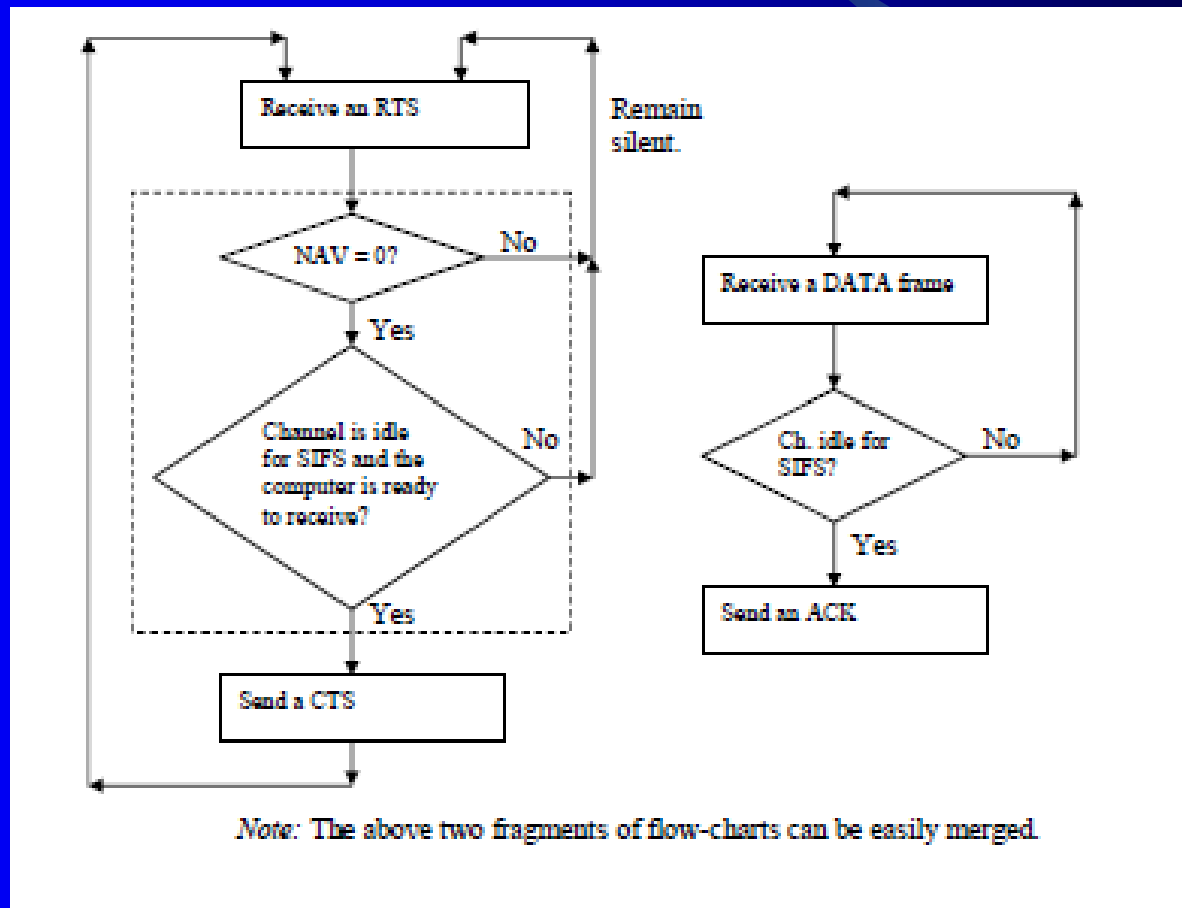 Receive an RTS
Remain
silent.
NAV = 0?
No
Yes
Channel is idle
for SIFS and the
computer is ready
to receive?
No
Yes
Send a CTS
Receive a DATA frame
Ch. idle for
SIFS?
No
Yes
Send an ACK
Note: The above two fragments of flow-charts can be easily merged.